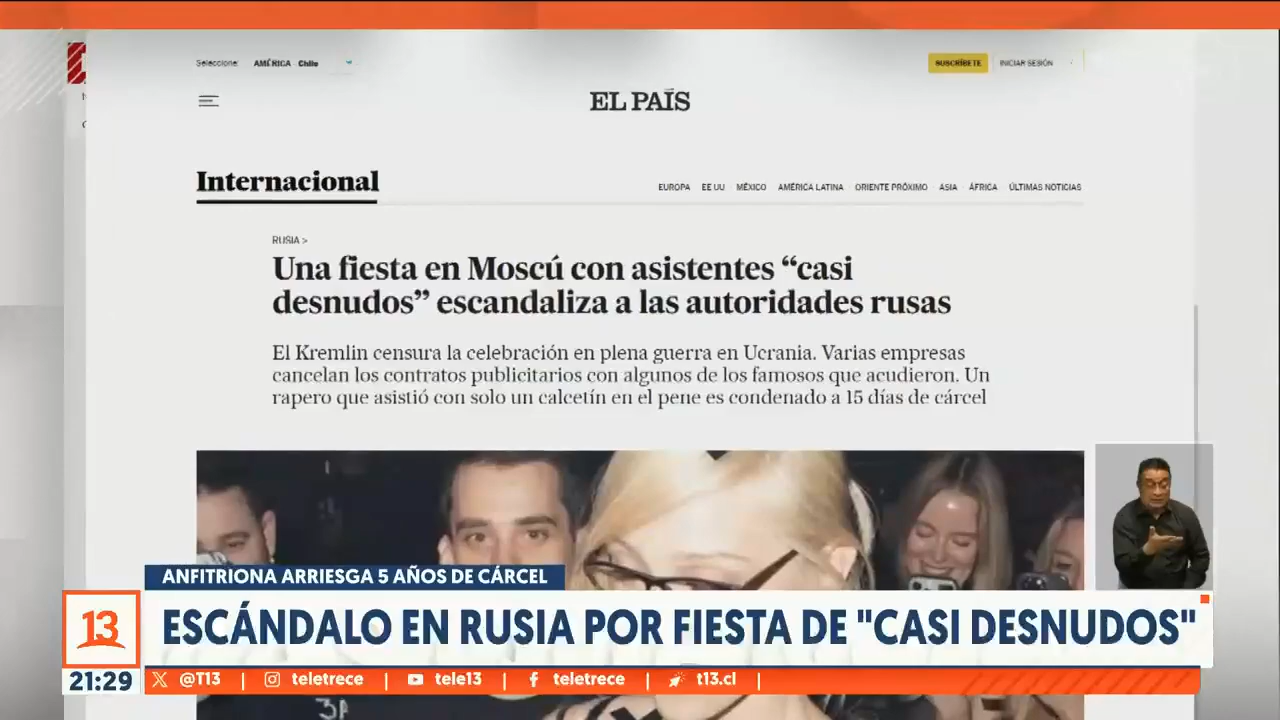 Seleccione: AMÉRICA Chile
SUSCRÍBETE
INICIAR SESIÓN
EL PAÍS
Internacional
EUROPA EE UU MÉXICO AMÉRICA LATINA ORIENTE PRÓXIMO ASIA ÁFRICA ÚLTIMAS NOTICIAS
RUSIA >
Una fiesta en Moscú con asistentes “casi
desnudos” escandaliza a las autoridades rusas
El Kremlin censura la celebración en plena guerra en Ucrania. Varias empresas
cancelan los contratos publicitarios con algunos de los famosos que acudieron. Un
rapero que asistió con solo un calcetín en el pene es condenado a 15 días de cárcel
ANFITRIONA ARRIESGA 5 AÑOS DE CÁRCEL
13
ESCÁNDALO EN RUSIA POR FIESTA DE "CASI DESNUDOS"
21:29
@T13 | teletrece | tele13 | teletrece | t13.cl |